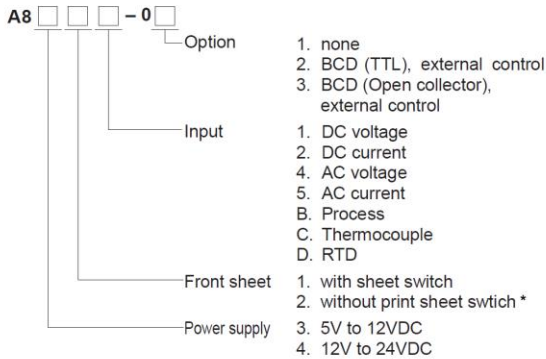 A8 □ □ □ – 0 □
Option
1. none
2. BCD (TTL), external control
3. BCD (Open collector),
external control
Input
1. DC voltage
2. DC current
4. AC voltage
5. AC current
B. Process
C. Thermocouple
D. RTD
Front sheet
1. with sheet switch
2. without print sheet swtich *
Power supply
3. 5V to 12VDC
4. 12V to 24VDC